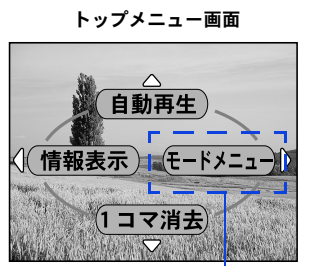 トップメニュー画面
自動再生
情報表示
モードメニュー
1コマ消去